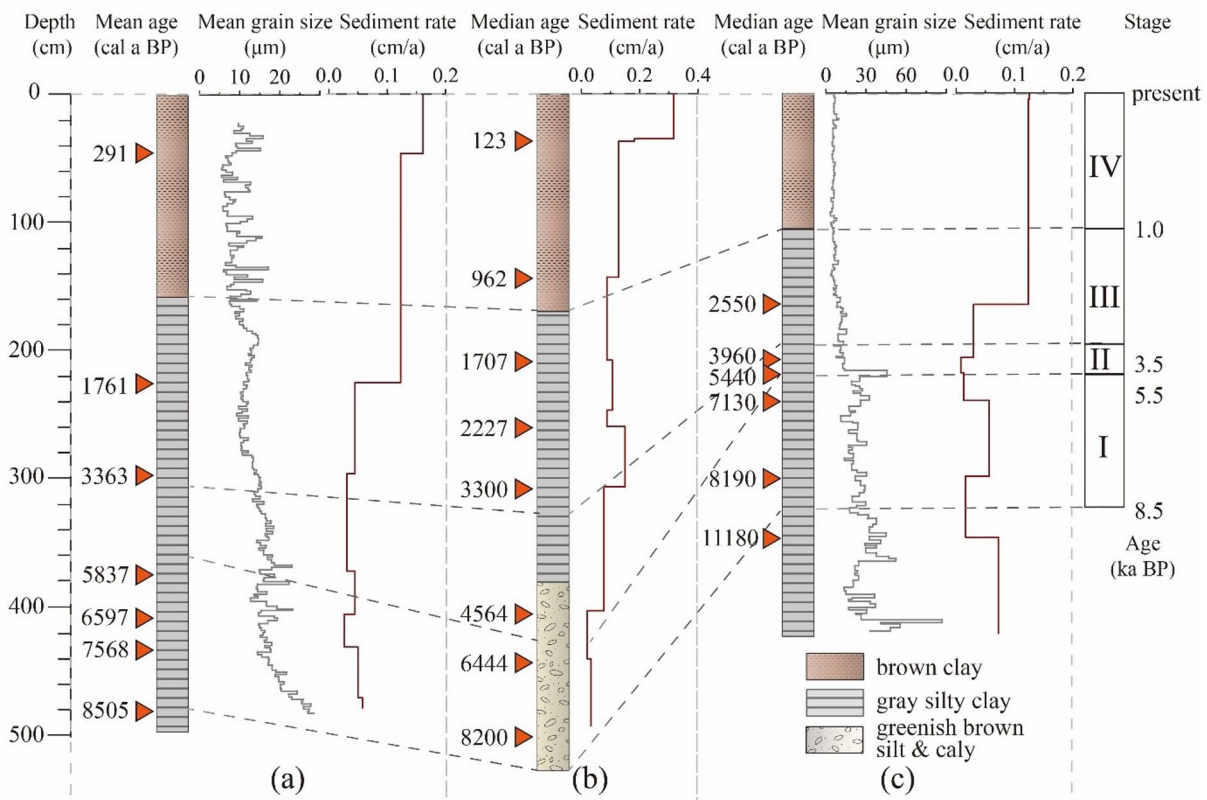 Depth
(cm)
Mean age
(cal a BP)
Mean grain size
(μm)
Sediment rate
(cm/a)
Median age
(cal a BP)
Sediment rate
(cm/a)
Median age
(cal a BP)
Mean grain size
(μm)
Sediment rate
(cm/a)
Stage
0 10 20
0.0 0.1 0.2
0.0 0.2 0.4
0 30 60
0.0 0.1 0.2
0
100
200
300
400
500
291
1761
3363
5837
6597
7568
8505
123
962
1707
2227
3300
4564
6444
8200
2550
3960
5440
7130
8190
11180
IV
III
II
I
present
1.0
3.5
5.5
8.5
Age
(ka BP)
brown clay
gray silty clay
greenish brown
silt & caly
(a)
(b)
(c)